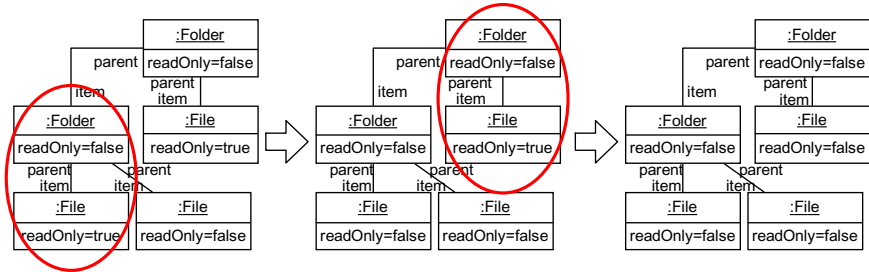 :Folder
readOnly=false
parent
item
parent
item
:Folder
readOnly=false
:File
readOnly=true
parent
item
parent
item
:File
readOnly=true
:File
readOnly=false
:Folder
readOnly=false
parent
item
parent
item
:Folder
readOnly=false
:File
readOnly=true
parent
item
parent
item
:File
readOnly=false
:File
readOnly=false
:Folder
readOnly=false
parent
item
parent
item
:Folder
readOnly=false
:File
readOnly=false
parent
item
parent
item
:File
readOnly=false
:File
readOnly=false